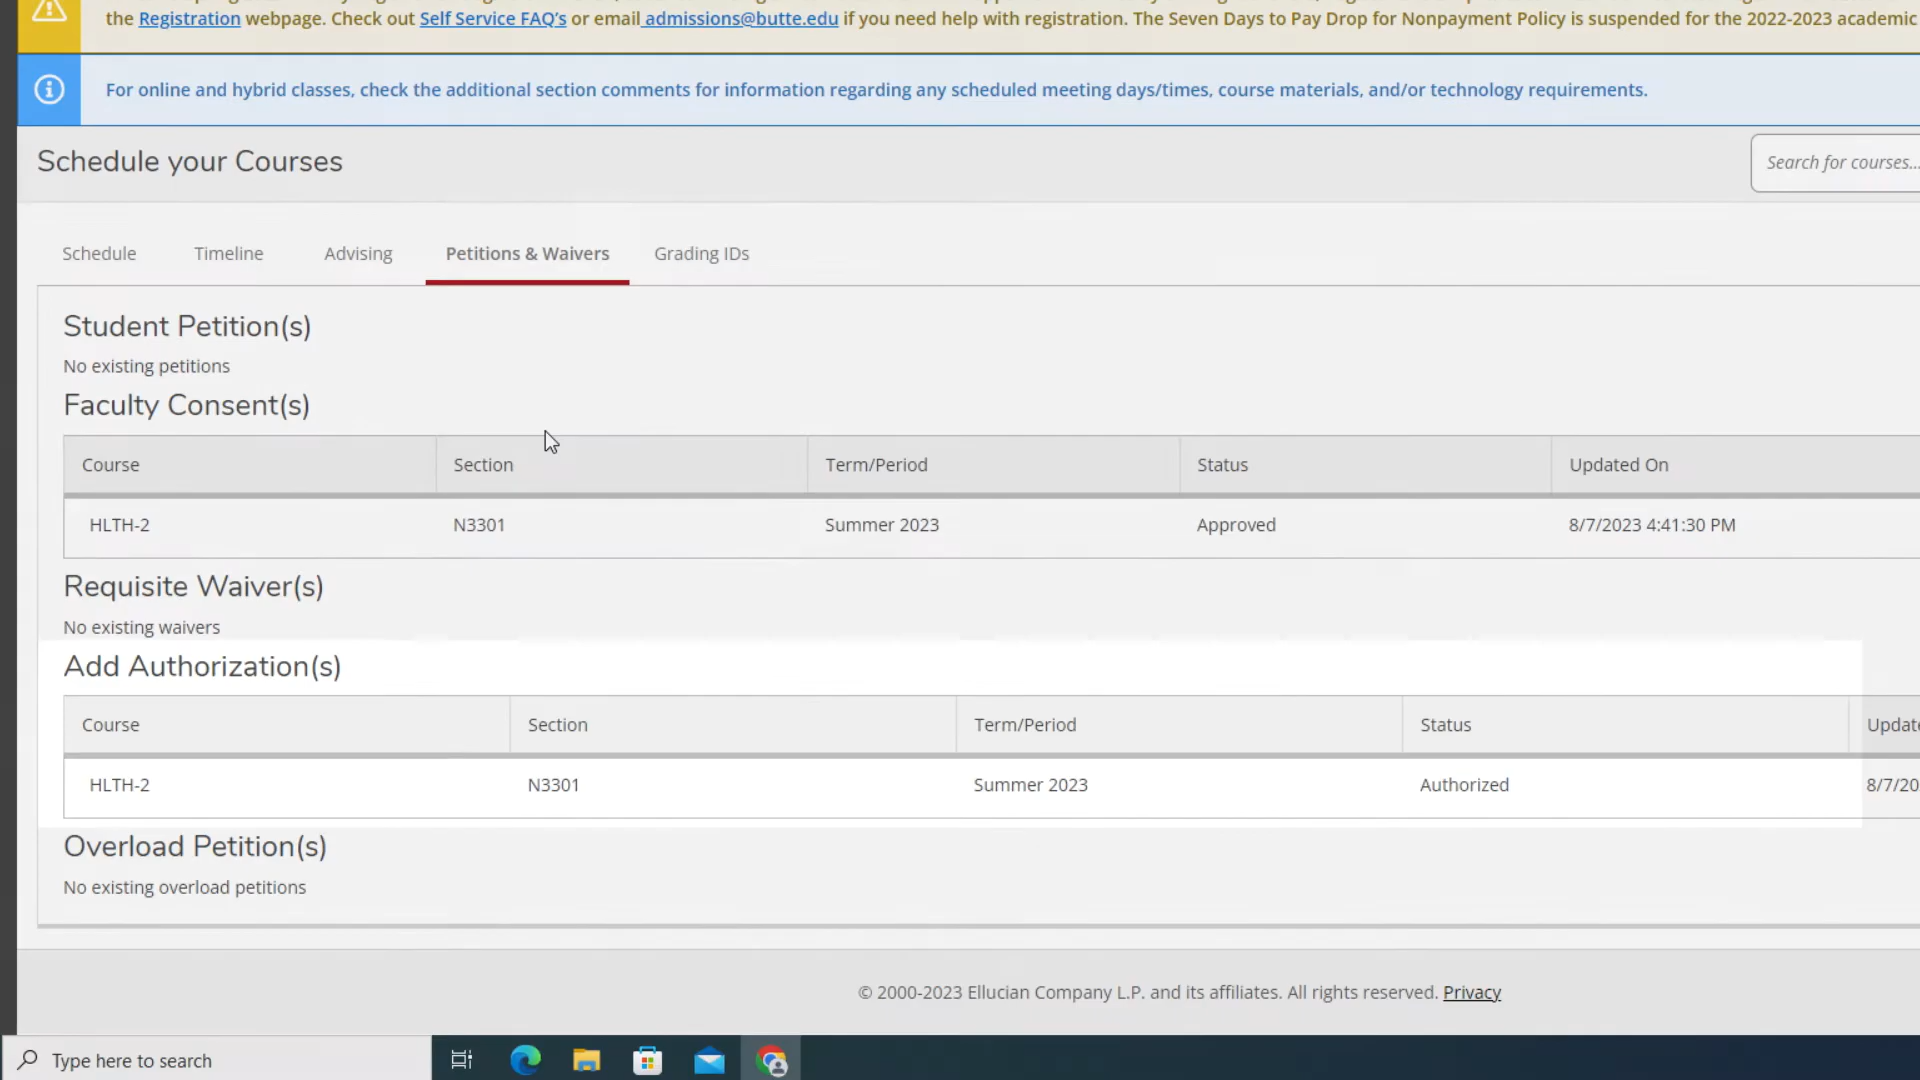 the Registration webpage. Check out Self Service FAQ's or email admissions@butte.edu if you need help with registration. The Seven Days to Pay Drop for Nonpayment Policy is suspended for the 2022-2023 academic
For online and hybrid classes, check the additional section comments for information regarding any scheduled meeting days/times, course materials, and/or technology requirements.
Schedule your Courses
Search for courses...
Schedule Timeline Advising Petitions & Waivers Grading IDs
Student Petition(s)
No existing petitions
Faculty Consent(s)
Course Section Term/Period Status Updated On
HLTH-2 N3301 Summer 2023 Approved 8/7/2023 4:41:30 PM
Requisite Waiver(s)
No existing waivers
Add Authorization(s)
Course Section Term/Period Status Update
HLTH-2 N3301 Summer 2023 Authorized 8/7/20
Overload Petition(s)
No existing overload petitions
© 2000-2023 Ellucian Company L.P. and its affiliates. All rights reserved. Privacy
Type here to search